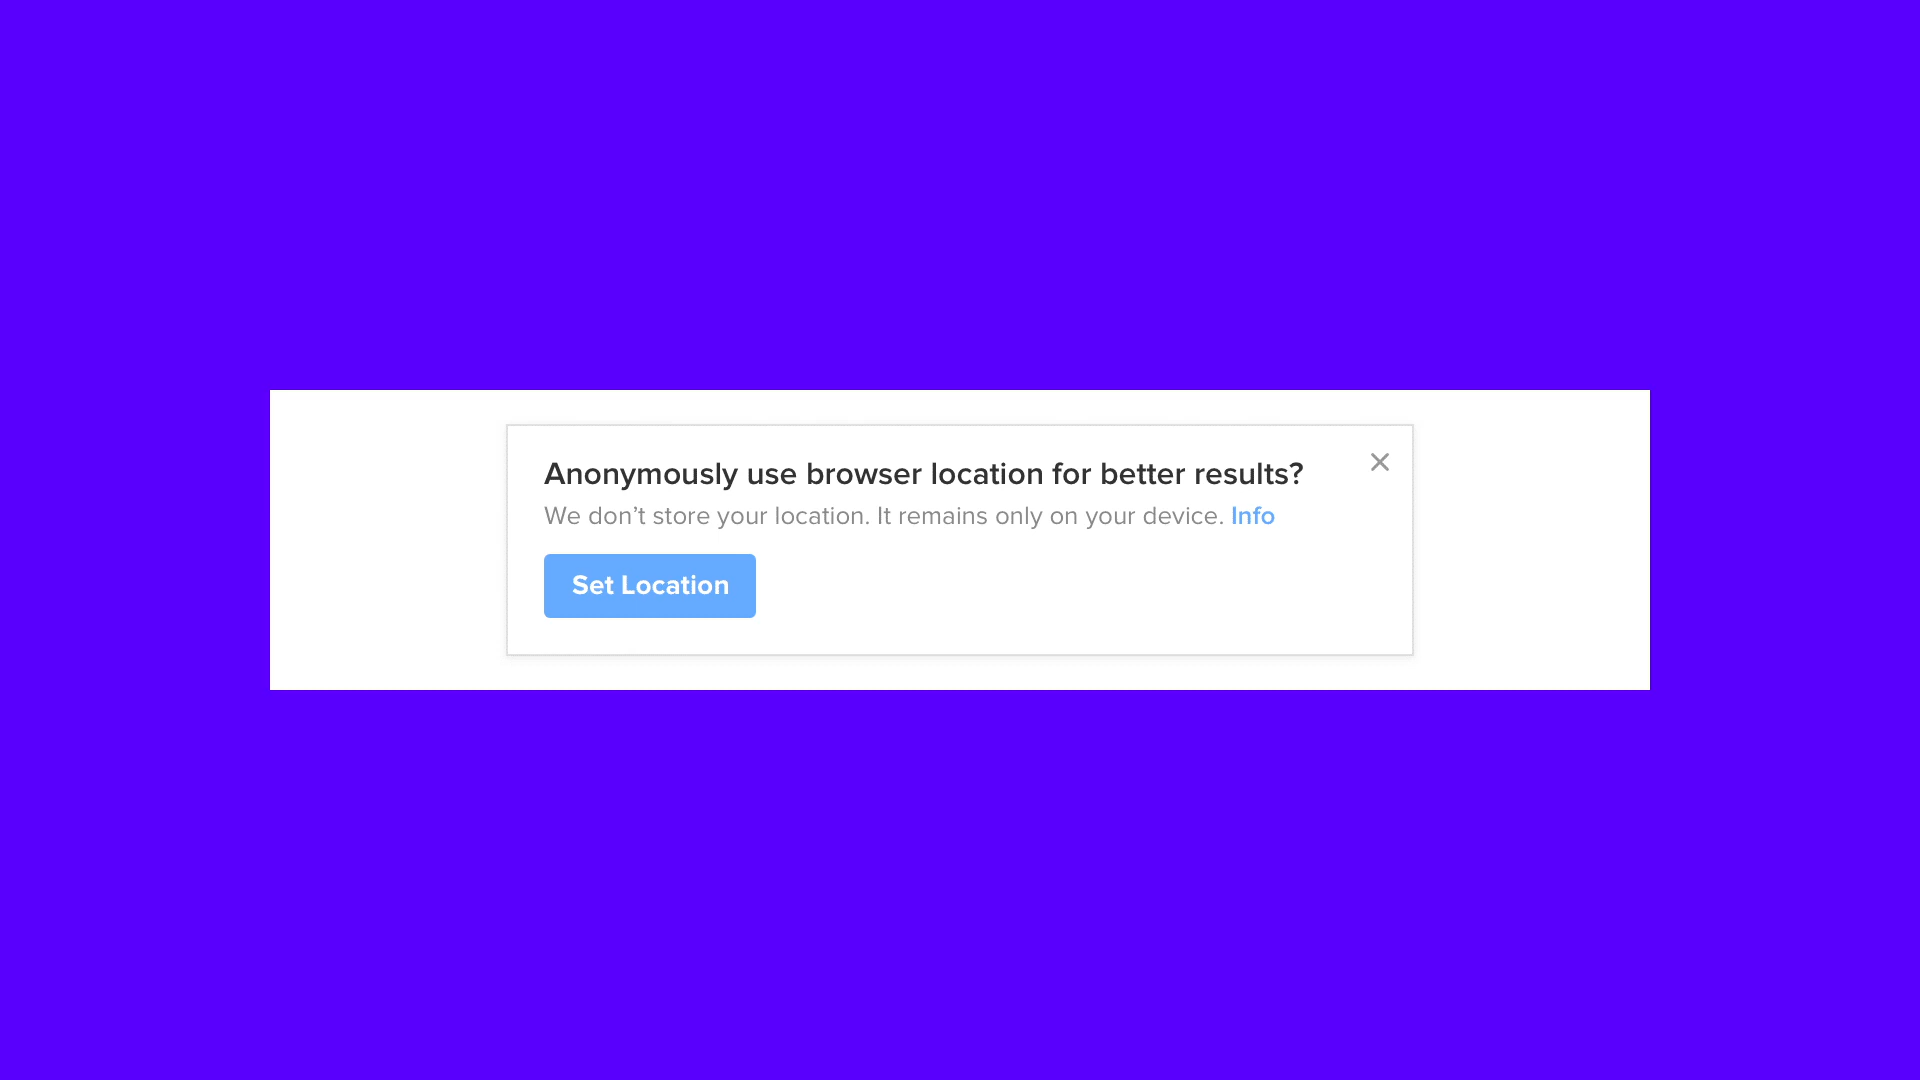 Anonymously use browser location for better results?
We don’t store your location. It remains only on your device. Info
Set Location